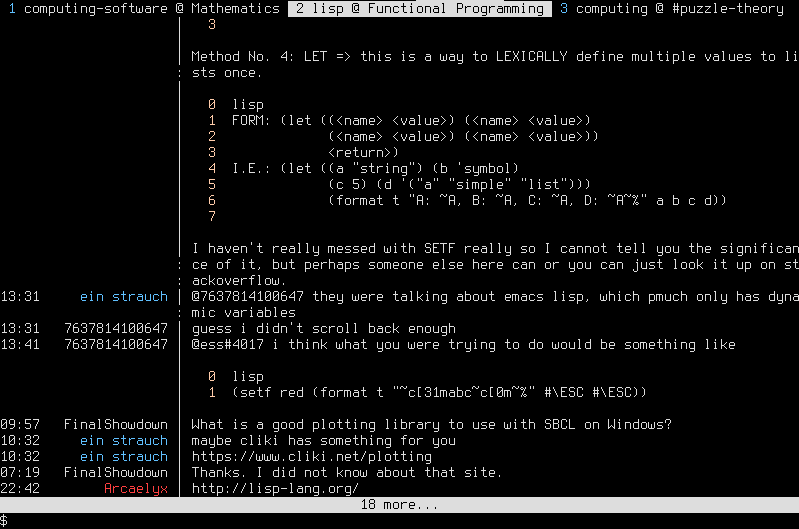 1 computing-software @ Mathematics 2 lisp @ Functional Programming 3 computing @ #puzzle-theory
3
Method No. 4: LET => this is a way to LEXICALLY define multiple values to li
: sts once.
0 lisp
1 FORM: (let ((<name> <value>) (<name> <value>)
2 (<name> <value>) (<name> <value>)))
3 <return>)
4 I.E.: (let ((a "string") (b 'symbol)
5 (c 5) (d '("a" "simple" "list")))
6 (format t "A: ~A, B: ~A, C: ~A, D: ~A~%" a b c d))
7
I haven't really messed with SETF really so I cannot tell you the significan
: ce of it, but perhaps someone else here can or you can just look it up on st
: ackoverflow.
13:31 ein strauch @7637814100647 they were talking about emacs lisp, which pmuch only has dyna
: mic variables
13:31 7637814100647 guess i didn't scroll back enough
13:41 7637814100647 @ess#4017 i think what you were trying to do would be something like
0 lisp
1 (setf red (format t "~c[31mabc~c[0m~%" #\ESC #\ESC))
09:57 FinalShowdown What is a good plotting library to use with SBCL on Windows?
10:32 ein strauch maybe cliki has something for you
10:32 ein strauch https://www.cliki.net/plotting
07:19 FinalShowdown Thanks. I did not know about that site.
22:42 Arcaelyx http://lisp-lang.org/
18 more...
$